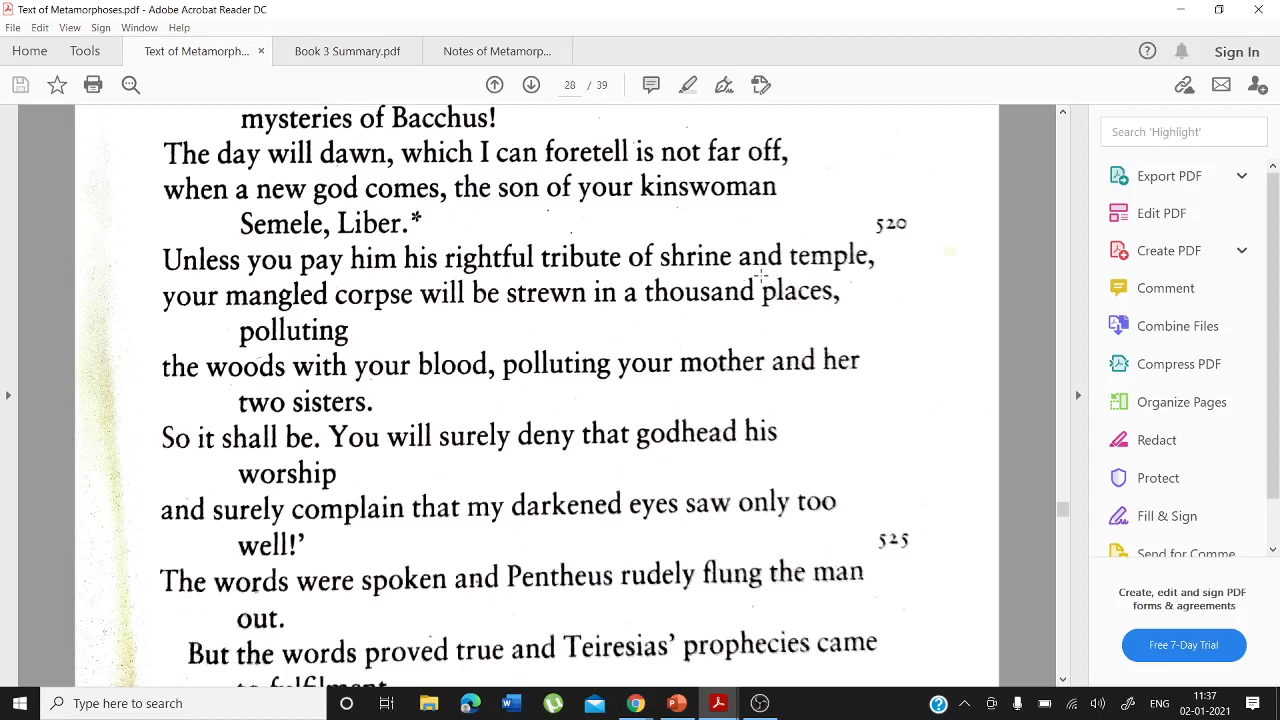 Text of Metamorphoses.pdf - Adobe Acrobat Reader DC
File Edit View Sign Window Help
Home Tools Text of Metamorph... × Book 3 Summary.pdf Notes of Metamorp... Sign In
28 / 39
mysteries of Bacchus!
The day will dawn, which I can foretell is not far off,
when a new god comes, the son of your kinswoman
Semele, Liber.* 520
Unless you pay him his rightful tribute of shrine and temple,
your mangled corpse will be strewn in a thousand places,
polluting
the woods with your blood, polluting your mother and her
two sisters.
So it shall be. You will surely deny that godhead his
worship
and surely complain that my darkened eyes saw only too
well!’ 525
The words were spoken and Pentheus rudely flung the man
out.
But the words proved true and Teiresias’ prophecies came
to fulfilment
Search 'Highlight'
Export PDF
Edit PDF
Create PDF
Comment
Combine Files
Compress PDF
Organize Pages
Redact
Protect
Fill & Sign
Send for Comme
Create, edit and sign PDF
forms & agreements
Free 7-Day Trial
Type here to search
ENG
11:37
02-01-2021